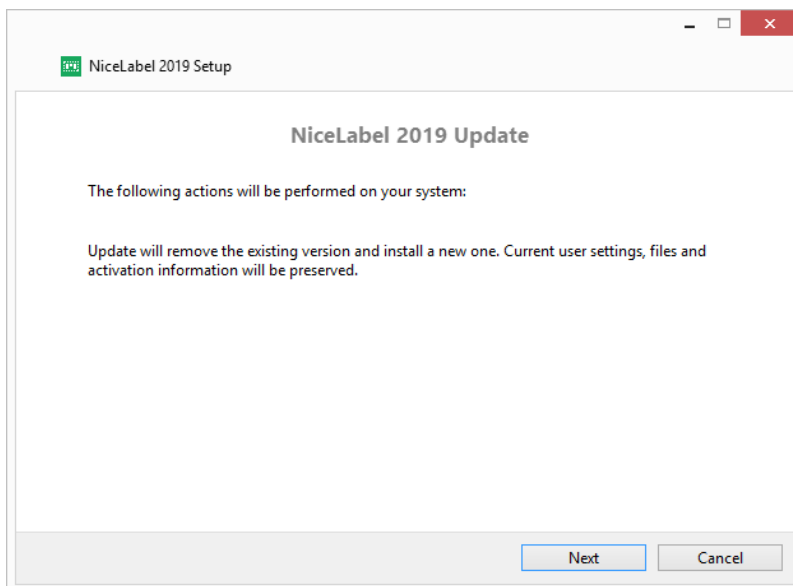 NiceLabel 2019 Setup
NiceLabel 2019 Update
The following actions will be performed on your system:
Update will remove the existing version and install a new one. Current user settings, files and
activation information will be preserved.
Next
Cancel